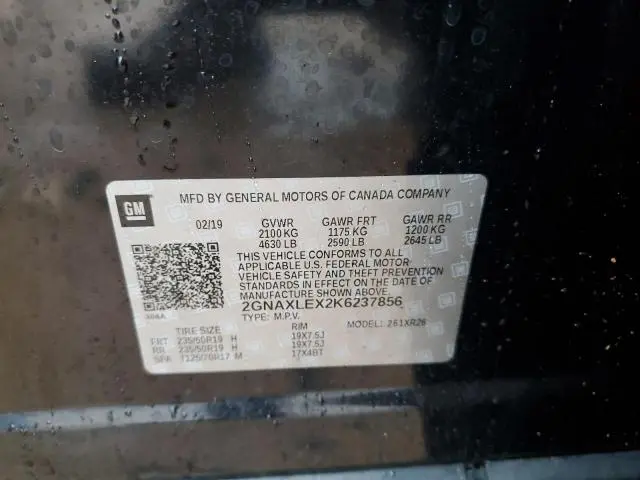 GM
MFD BY GENERAL MOTORS OF CANADA COMPANY
02/19 GVWR GAWR FRT GAWR RR
2100 KG 1175 KG 1200 KG
4630 LB 2590 LB 2645 LB
THIS VEHICLE CONFORMS TO ALL
APPLICABLE U.S. FEDERAL MOTOR
VEHICLE SAFETY AND THEFT PREVENTION
STANDARDS IN EFFECT ON THE DATE OF
MANUFACTURE SHOWN ABOVE.
2GNAXLEX2K6237856
TYPE: M.P.V. MODEL: 261XR26
TIRE SIZE RIM
FRT 235/50R19 H 19X7.5J
RR 235/50R19 H 19X7.5J
SPA T125/70R17 M 17X4BT